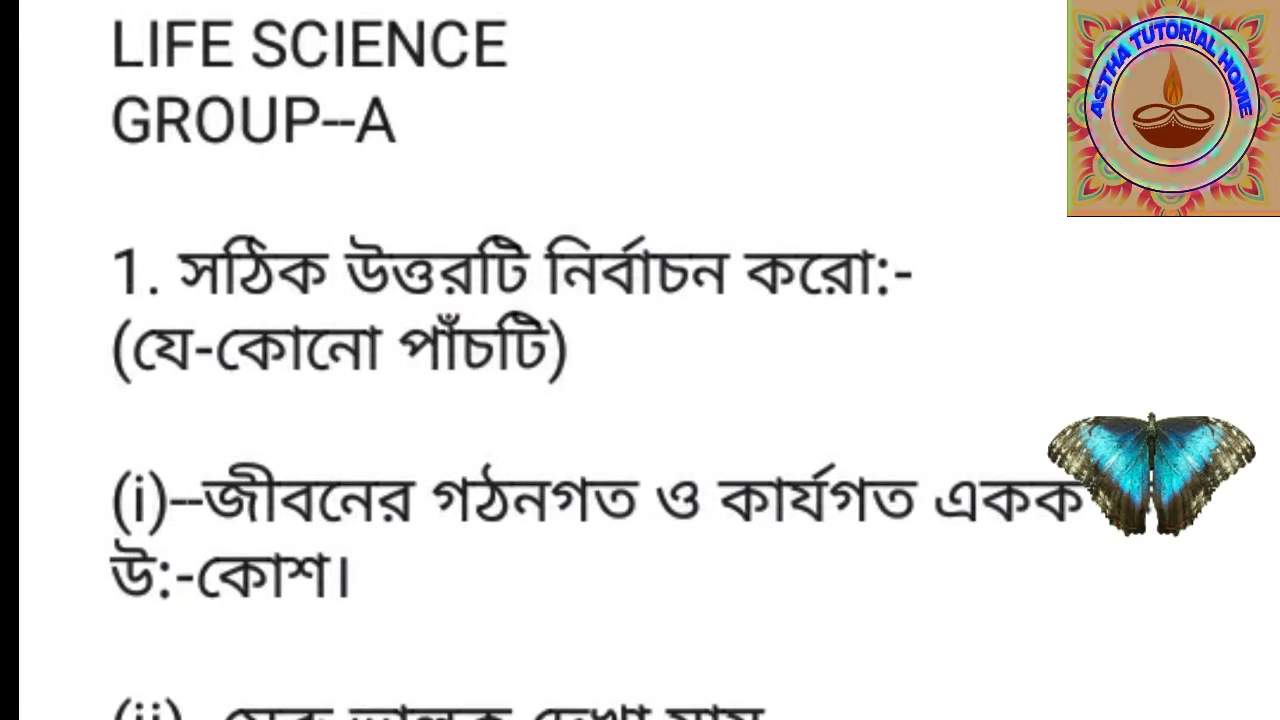 LIFE SCIENCE
GROUP--A
ASTHA TUTORIAL HOME
1. সঠিক উত্তরটি নির্বাচন করো:-
(যে-কোনো পাঁচটি)
(i)--জীবনের গঠনগত ও কার্যগত একক
উ:-কোশ।